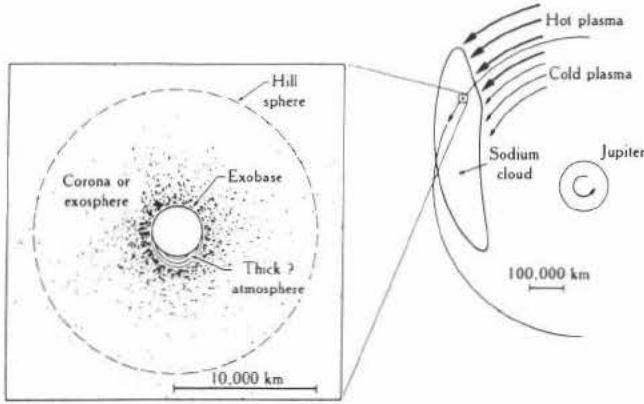 Hill
sphere
Corona or
exosphere
Exobase
Thick ?
atmosphere
10,000 km
Hot plasma
Cold plasma
Sodium
cloud
Jupiter
100,000 km